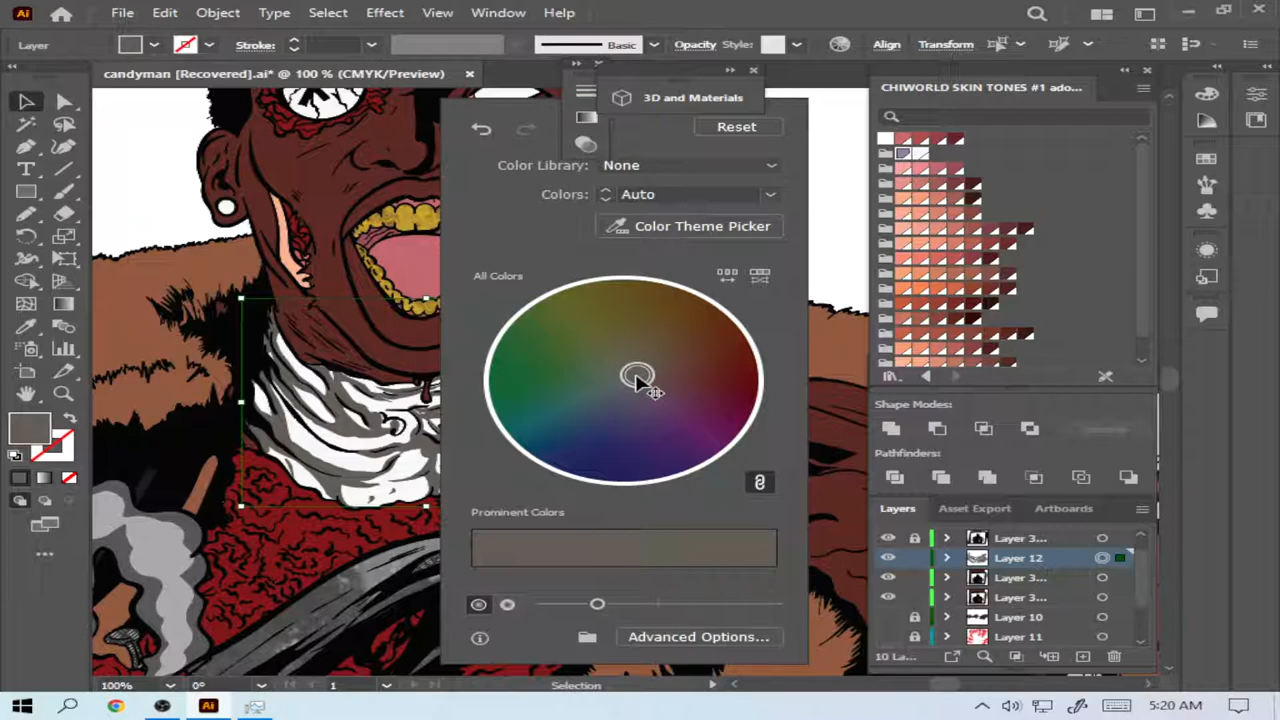 Ai File Edit Object Type Select Effect View Window Help
Layer Stroke: Basic Opacity Style: Align Transform
candyman [Recovered].ai* @ 100 % (CMYK/Preview)
3D and Materials
CHIWORLD SKIN TONES #1 ado...
Reset
Color Library: None
Colors: Auto
Color Theme Picker
All Colors
Shape Modes:
Pathfinders:
Prominent Colors
Layers Asset Export Artboards
Layer 3...
Layer 12
Layer 3...
Layer 3...
Layer 10
Layer 11
Advanced Options...
10 La...
100% 0° 1 Selection
Ai 5:20 AM